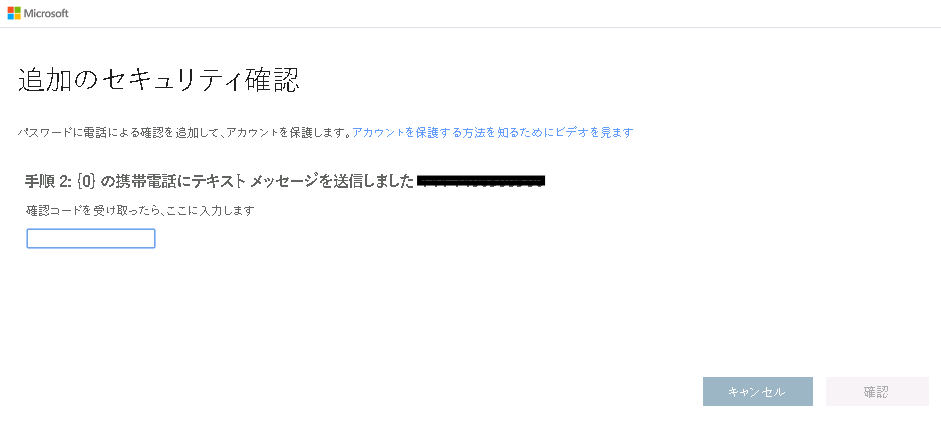 Microsoft
追加のセキュリティ確認
パスワードに電話による確認を追加して、アカウントを保護します。アカウントを保護する方法を知るためにビデオを見ます
手順 2: {0} の携帯電話にテキスト メッセージを送信しました
確認コードを受け取ったら、ここに入力します
キャンセル
確認